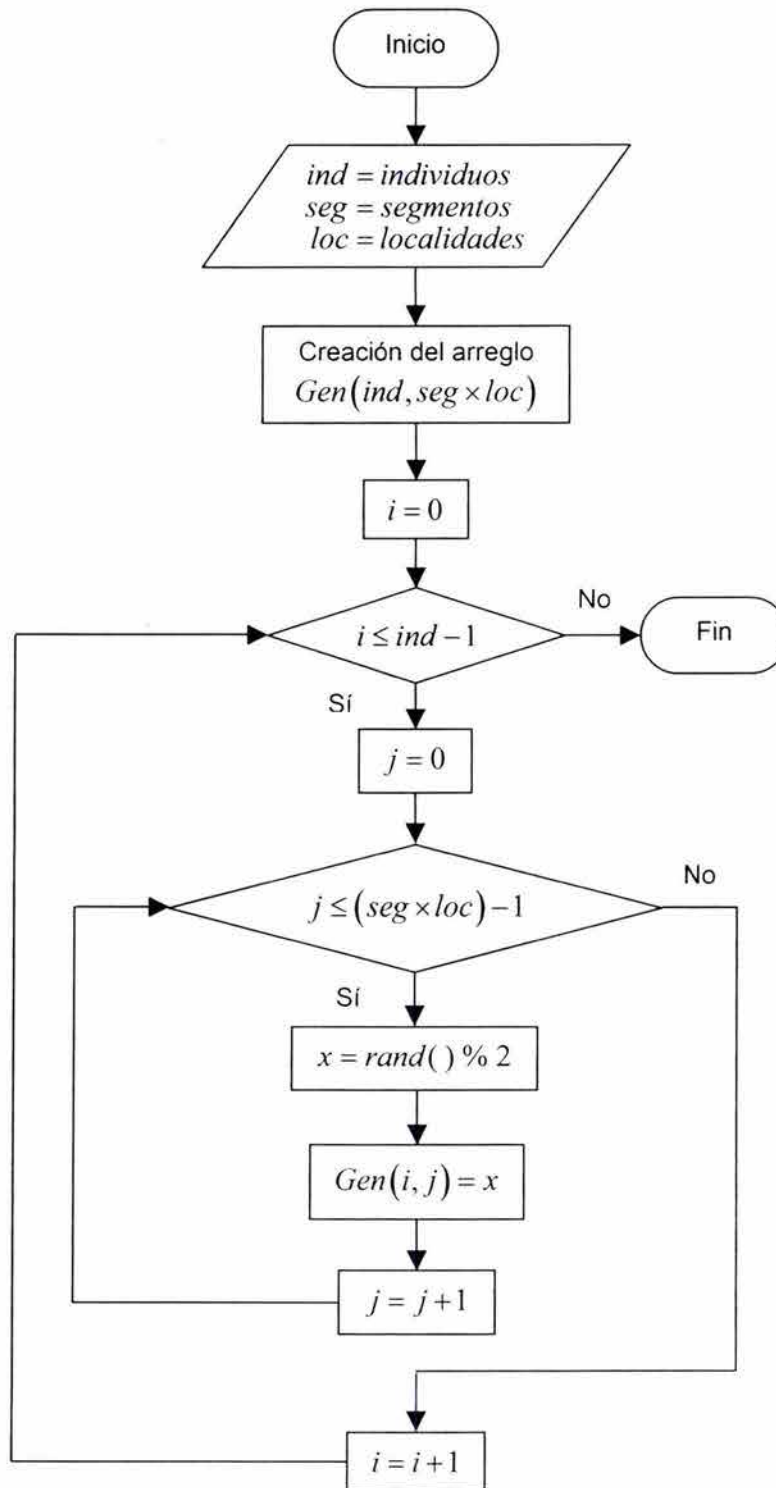 Inicio
ind = individuos
seg = segmentos
loc = localidades
Creación del arreglo
Gen(ind, seg × loc)
i = 0
i ≤ ind − 1
No
Fin
Sí
j = 0
j ≤ (seg × loc) − 1
No
Sí
x = rand( ) % 2
Gen(i, j) = x
j = j + 1
i = i + 1